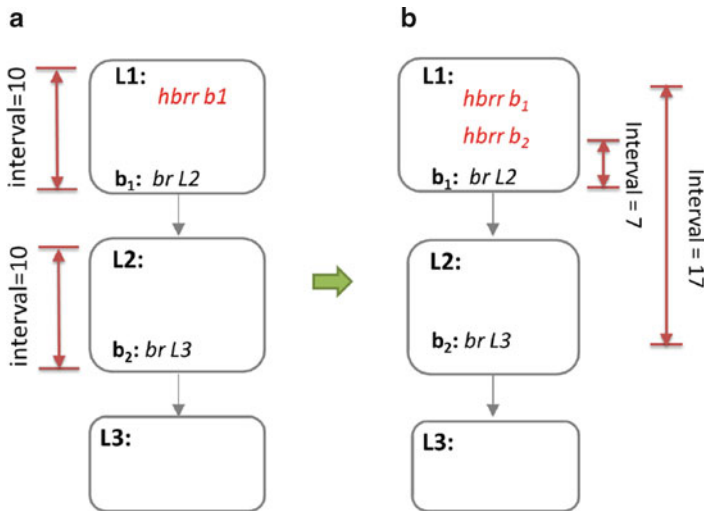 a
interval=10
L1:
hbrr b1
b1: br L2
interval=10
L2:
b2: br L3
L3:
b
L1:
hbrr b1
hbrr b2
b1: br L2
Interval = 7
Interval = 17
L2:
b2: br L3
L3: